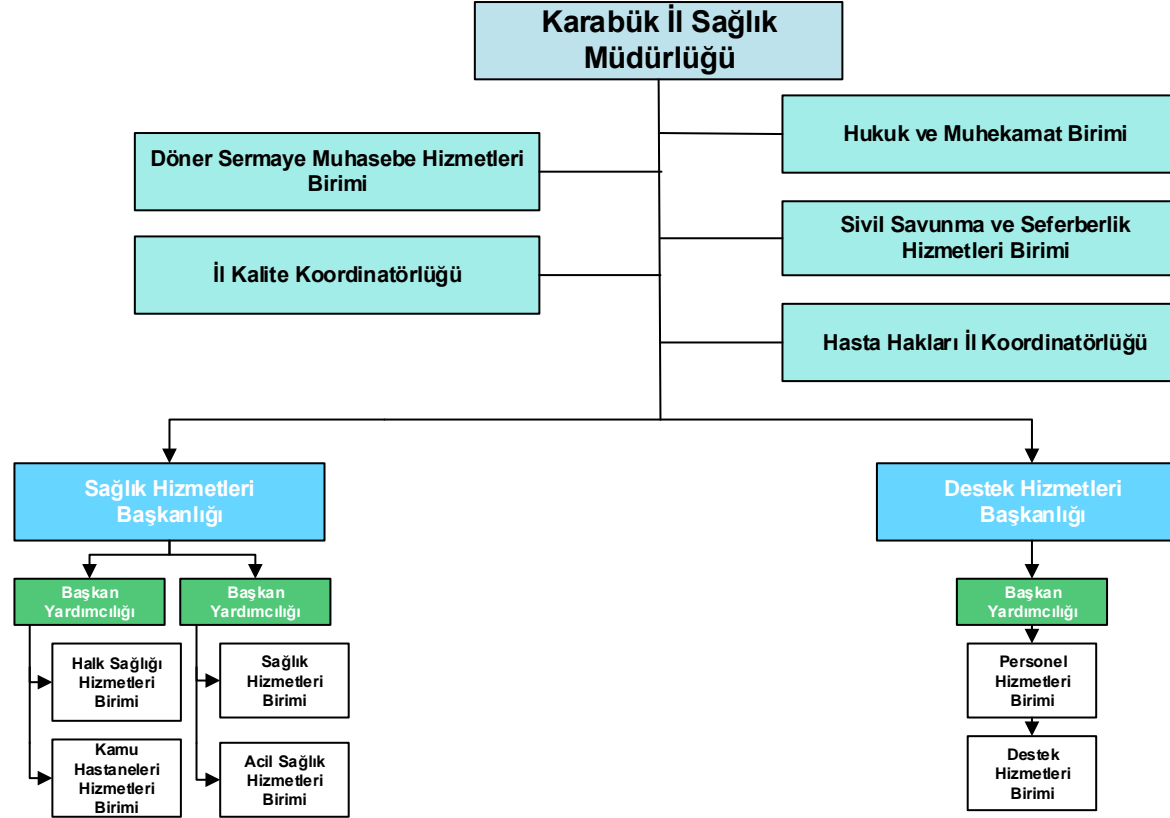 Karabük İl Sağlık
Müdürlüğü
Hukuk ve Muhekamat Birimi
Döner Sermaye Muhasebe Hizmetleri
Birimi
Sivil Savunma ve Seferberlik
Hizmetleri Birimi
İl Kalite Koordinatörlüğü
Hasta Hakları İl Koordinatörlüğü
Sağlık Hizmetleri
Başkanlığı
Destek Hizmetleri
Başkanlığı
Başkan
Yardımcılığı
Başkan
Yardımcılığı
Başkan
Yardımcılığı
Halk Sağlığı
Hizmetleri
Birimi
Sağlık
Hizmetleri
Birimi
Personel
Hizmetleri
Birimi
Kamu
Hastaneleri
Hizmetleri
Birimi
Acil Sağlık
Hizmetleri
Birimi
Destek
Hizmetleri
Birimi